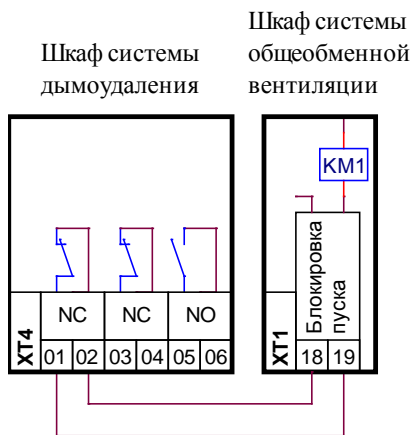 Шкаф системы
дымоудаления
Шкаф системы
общеобменной
вентиляции
KM1
NC NC NO
XT4 01 02 03 04 05 06
Блокировка
пуска
XT1 18 19